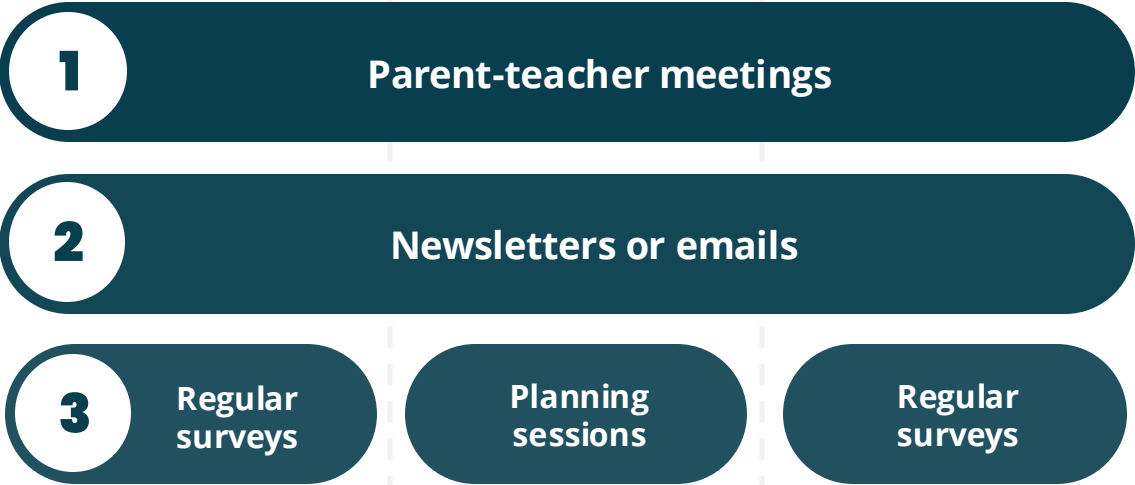 1
Parent-teacher meetings
2
Newsletters or emails
3
Regular
surveys
Planning
sessions
Regular
surveys